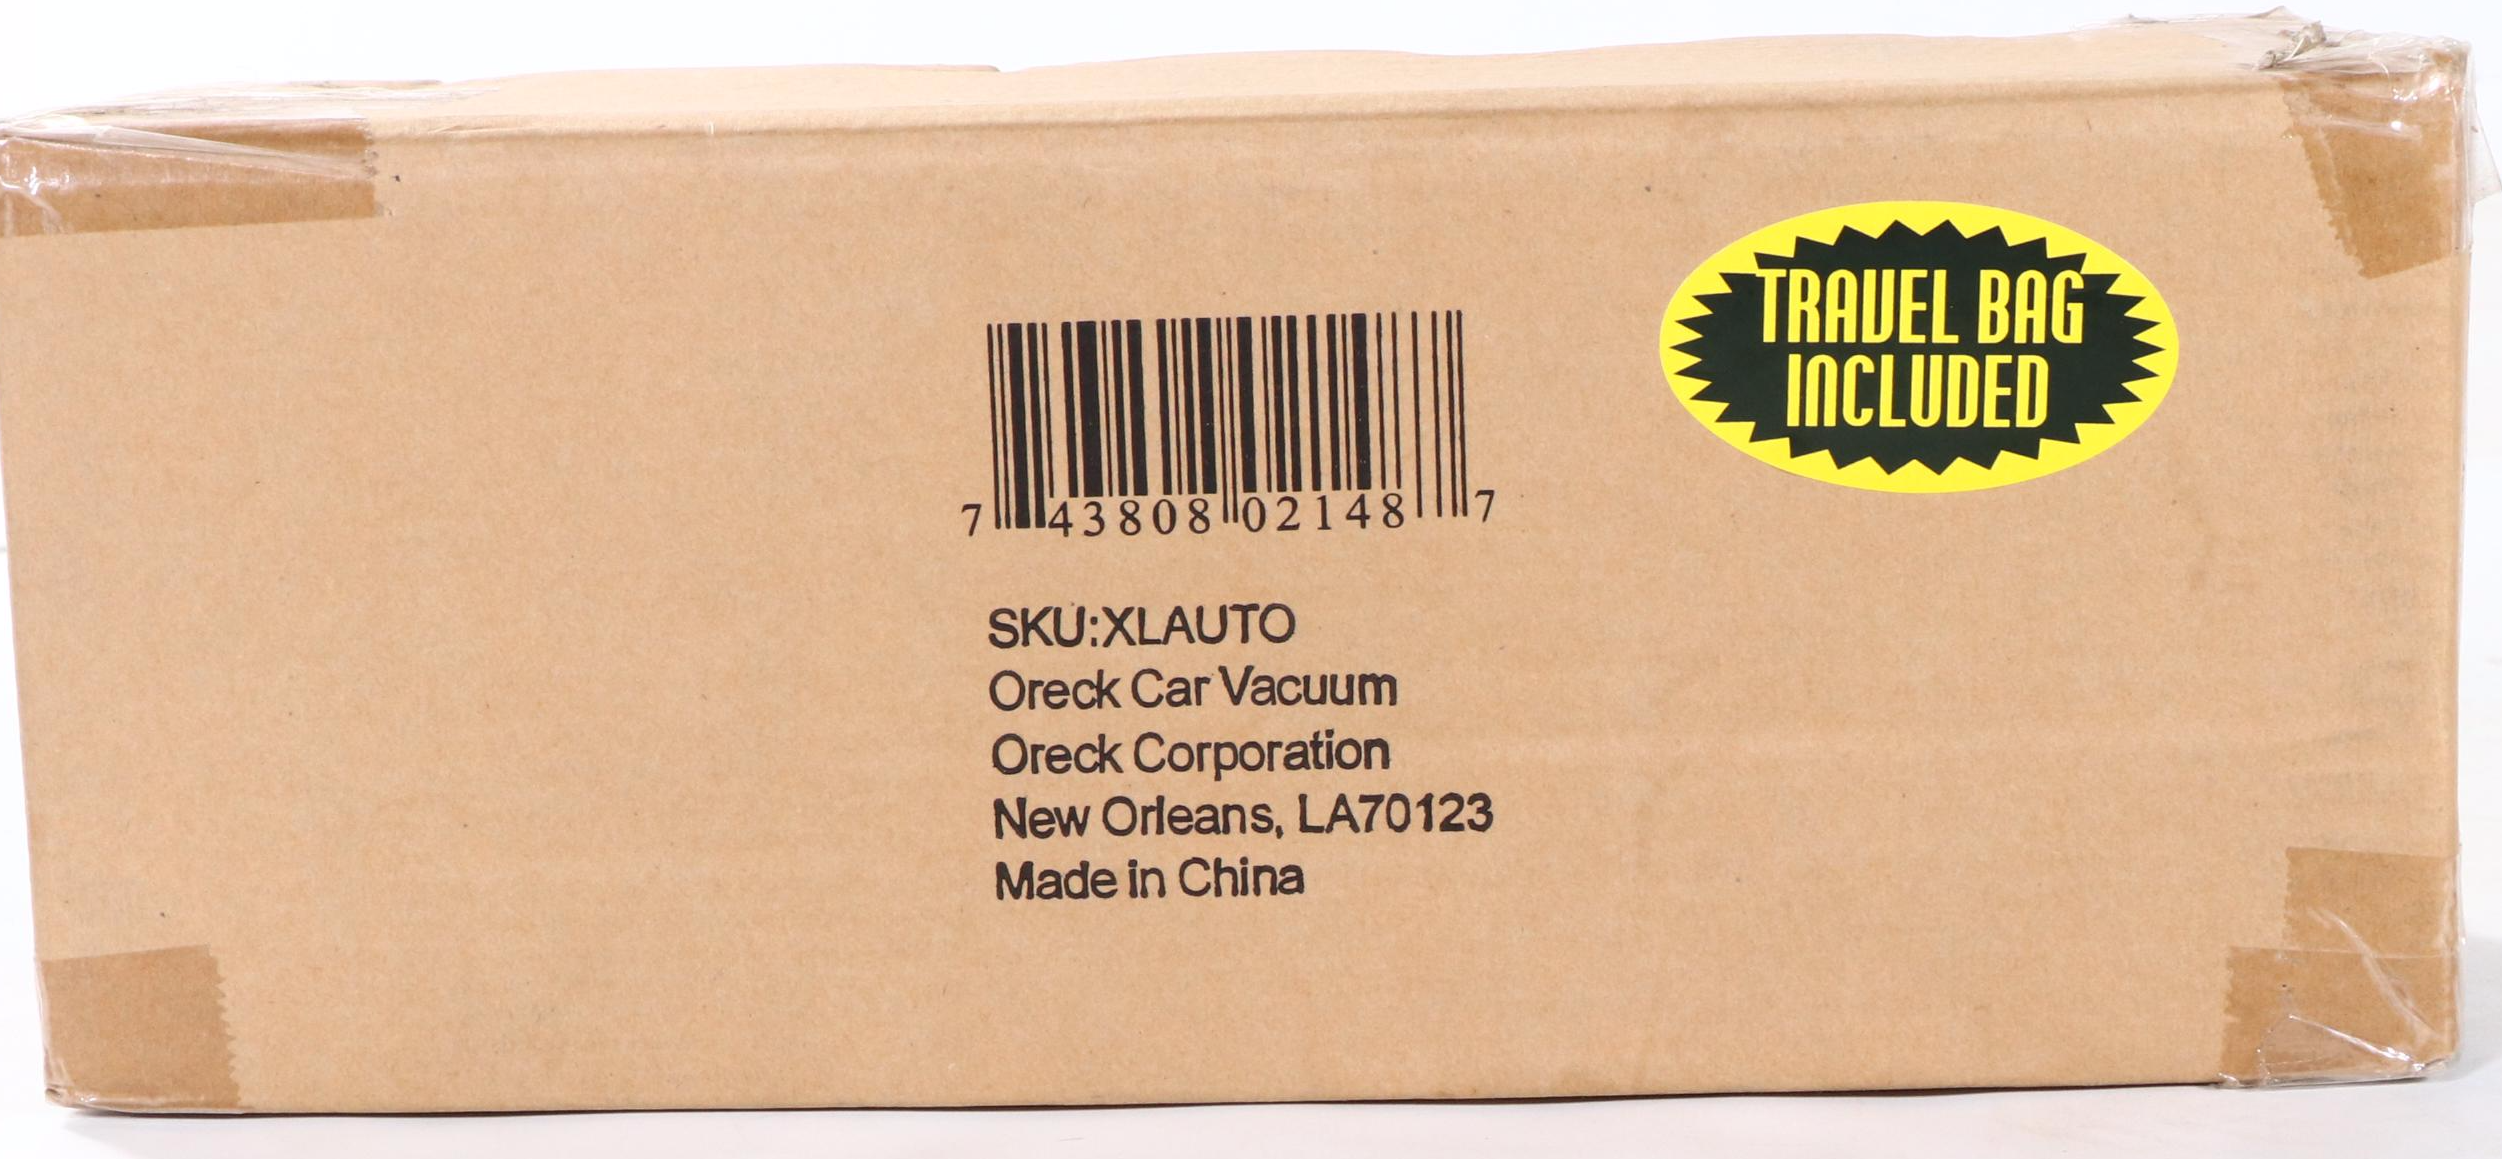 TRAVEL BAG
INCLUDED
7 43808 02148 7
SKU:XLAUTO
Oreck Car Vacuum
Oreck Corporation
New Orleans, LA70123
Made in China